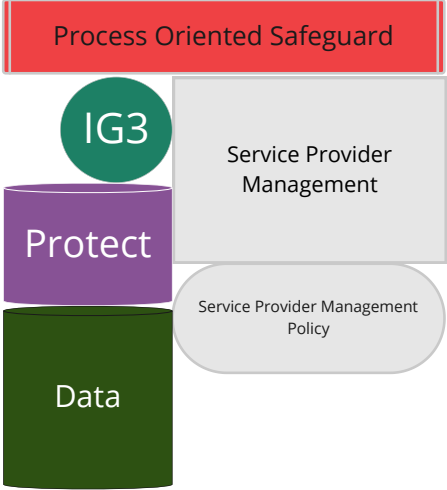 Process Oriented Safeguard
IG3
Service Provider
Management
Protect
Service Provider Management
Policy
Data